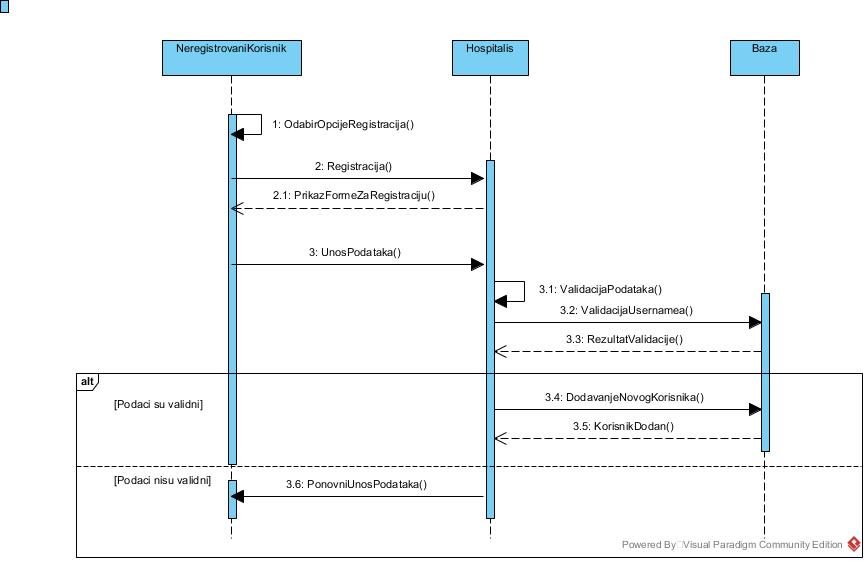 NeregistrovaniKorisnik
Hospitalis
Baza
1: OdabirOpcijeRegistracija()
2: Registracija()
2.1: PrikazFormeZaRegistraciju()
3: UnosPodataka()
3.1: ValidacijaPodataka()
3.2: ValidacijaUsernamea()
3.3: RezultatValidacije()
alt
[Podaci su validni]
3.4: DodavanjeNovogKorisnika()
3.5: KorisnikDodan()
[Podaci nisu validni]
3.6: PonovniUnosPodataka()
Powered By Visual Paradigm Community Edition